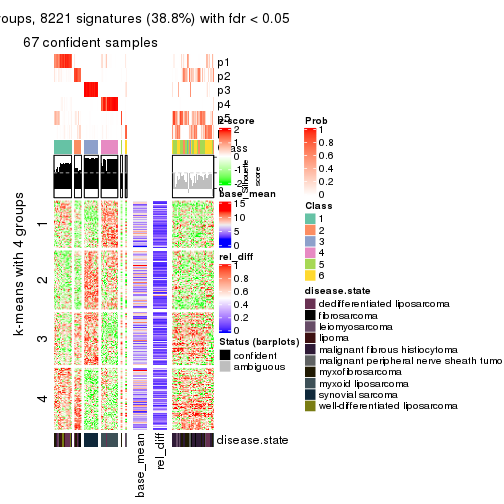 roups, 8221 signatures (38.8%) with fdr < 0.05
67 confident samples
p1
p2
p3
p4
p5
z-score
2
1
0
-1
-2
Silhouette
score
base_mean
15
10
5
0
rel_diff
1
0.8
0.6
0.4
0.2
0
Status (barplots)
confident
ambiguous
Prob
1
0.8
0.6
0.4
0.2
0
Class
1
2
3
4
5
6
disease.state
dedifferentiated liposarcoma
fibrosarcoma
leiomyosarcoma
lipoma
malignant fibrous histiocytoma
malignant peripheral nerve sheath tumo
myxofibrosarcoma
myxoid liposarcoma
synovial sarcoma
well-differentiated liposarcoma
k-means with 4 groups
1
2
3
4
disease.state
base_mean
rel_diff